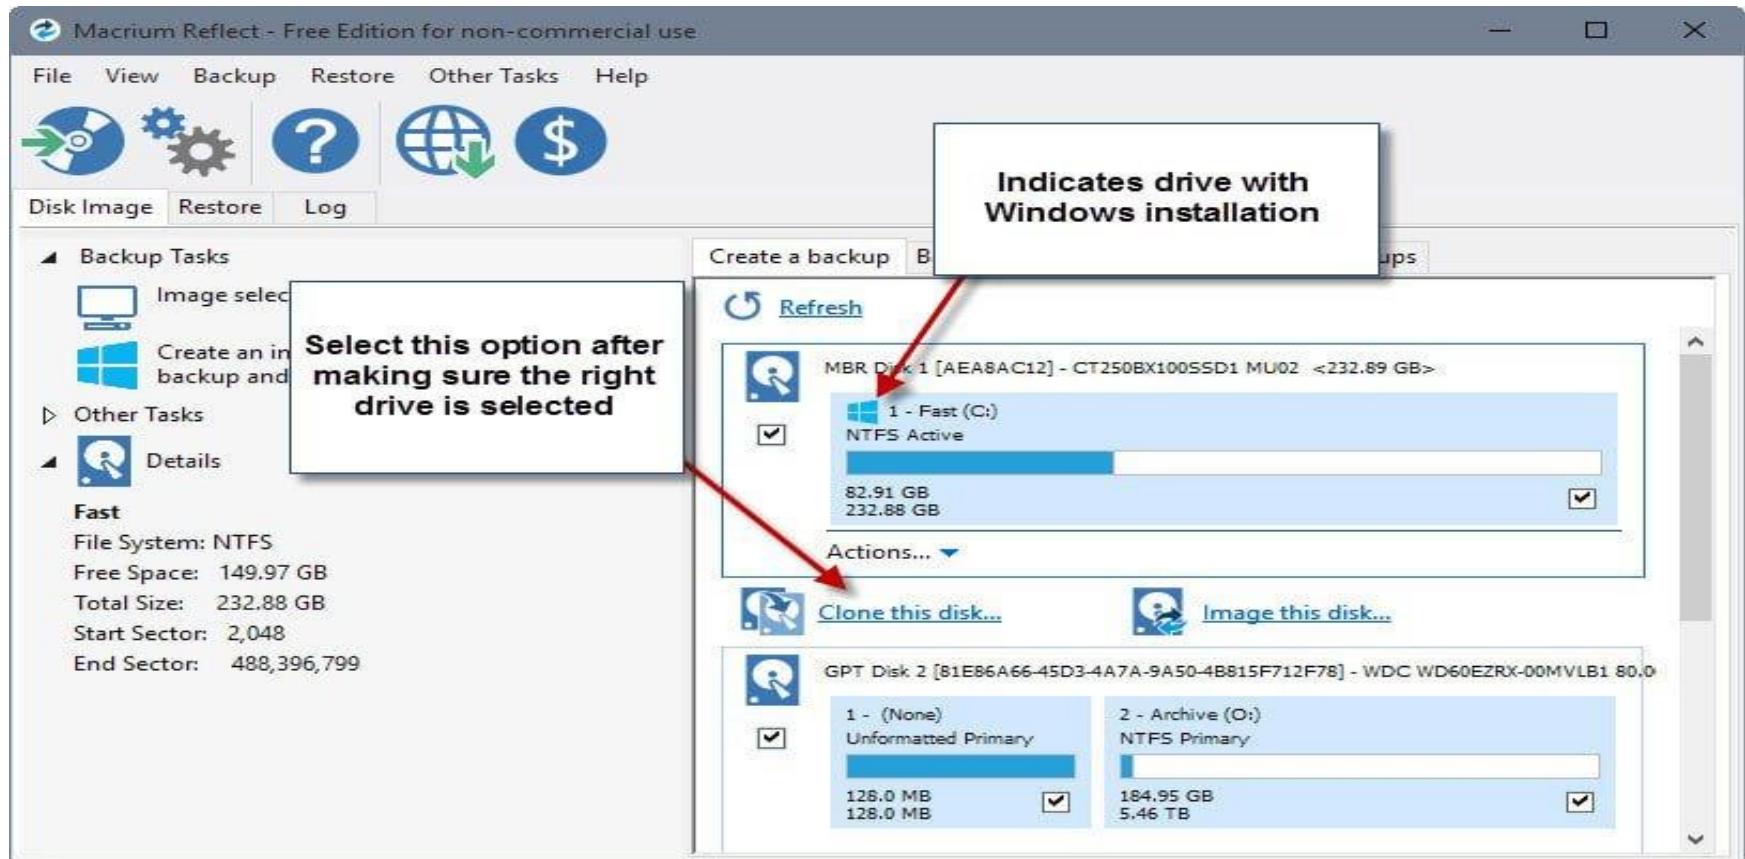 Macrium Reflect - Free Edition for non-commercial use
File View Backup Restore Other Tasks Help
Disk Image Restore Log
Indicates drive with
Windows installation
Backup Tasks
Image selec
Create an in
backup and
Other Tasks
Details
Select this option after
making sure the right
drive is selected
Fast
File System: NTFS
Free Space: 149.97 GB
Total Size: 232.88 GB
Start Sector: 2,048
End Sector: 488,396,799
Create a backup B ups
Refresh
MBR Disk 1 [AEA8AC12] - CT250BX100SSD1 MU02 <232.89 GB>
1 - Fast (C:)
NTFS Active
82.91 GB
232.88 GB
Actions...
Clone this disk... Image this disk...
GPT Disk 2 [81E86A66-45D3-4A7A-9A50-4B815F712F78] - WDC WD60EZRX-00MVLB1 80.0
1 - (None)
Unformatted Primary
128.0 MB
128.0 MB
2 - Archive (O:)
NTFS Primary
184.95 GB
5.46 TB